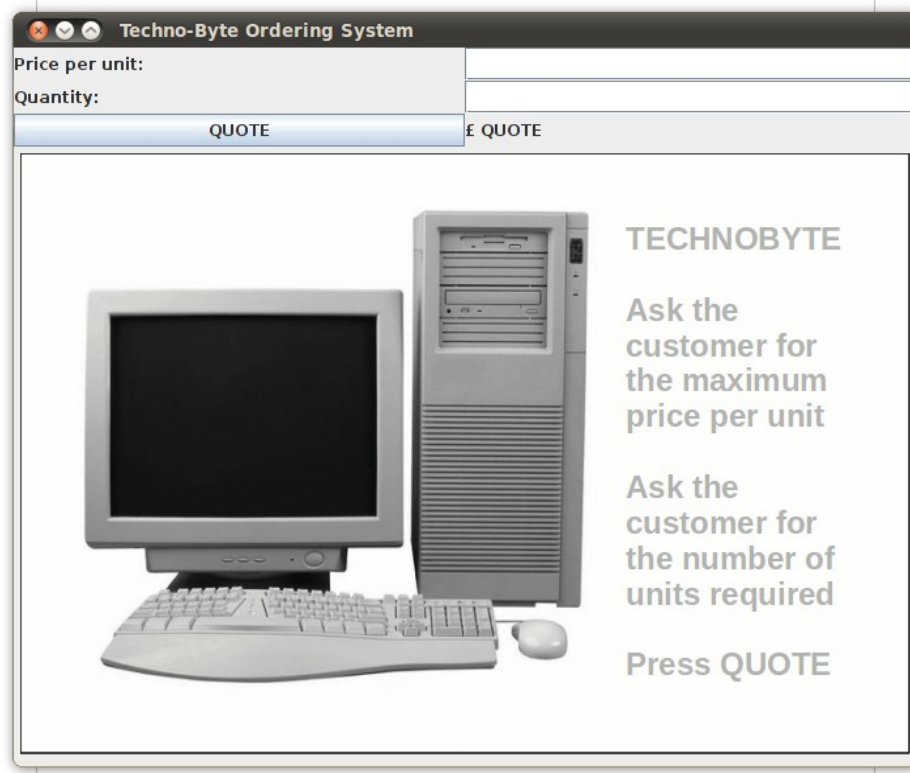 Techno-Byte Ordering System
Price per unit:
Quantity:
QUOTE
£ QUOTE
TECHNOBYTE
Ask the
customer for
the maximum
price per unit
Ask the
customer for
the number of
units required
Press QUOTE